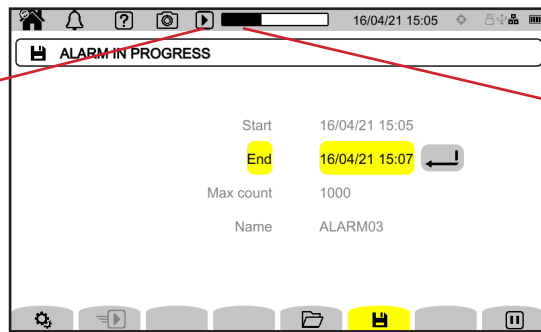 16/04/21 15:05
ALARM IN PROGRESS
Start 16/04/21 15:05
End 16/04/21 15:07
Max count 1000
Name ALARM03